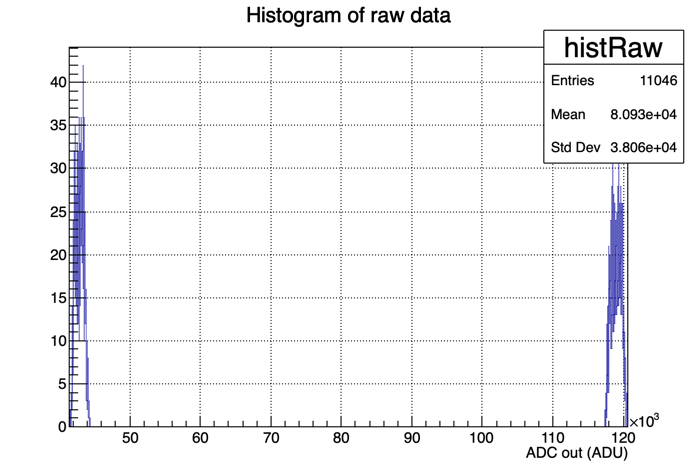 Histogram of raw data
histRaw
Entries 11046
Mean 8.093e+04
Std Dev 3.806e+04
40
35
30
25
20
15
10
5
0
50 60 70 80 90 100 110 120 ×10³
ADC out (ADU)